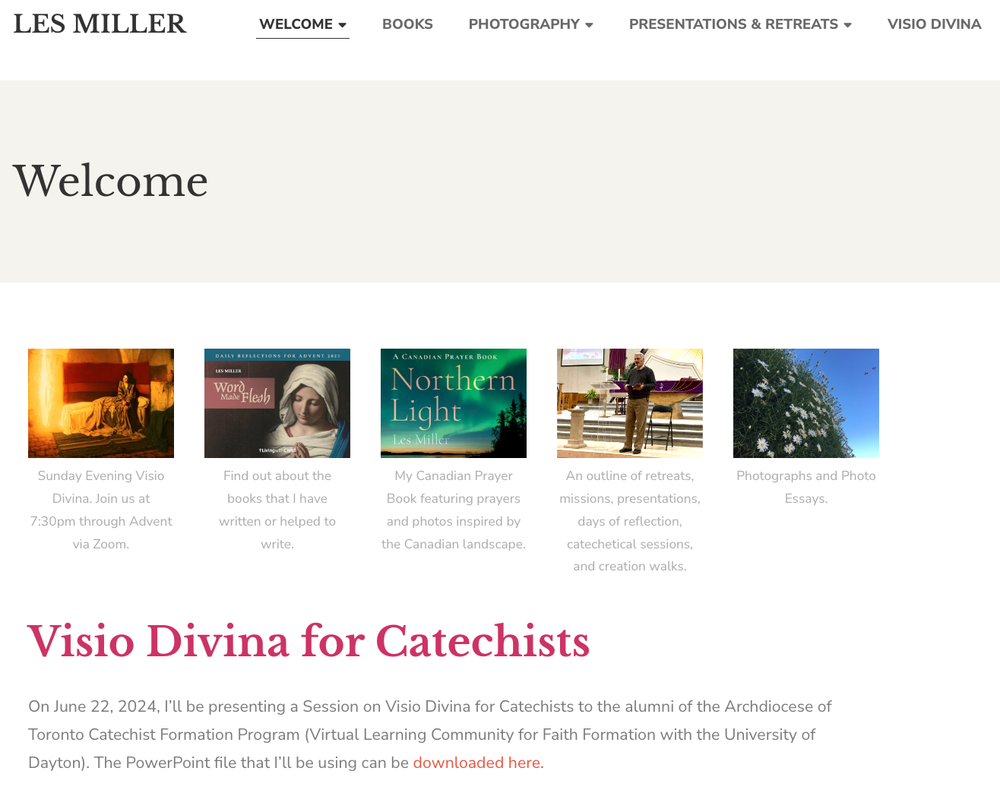 LES MILLER
WELCOME
BOOKS
PHOTOGRAPHY
PRESENTATIONS & RETREATS
VISIO DIVINA
Welcome
DAILY REFLECTIONS FOR ADVENT 2021
LES MILLER
Word
Made Flesh
Living with Christ
A CANADIAN PRAYER BOOK
Northern
Light
Les Miller
Sunday Evening Visio
Divina. Join us at
7:30pm through Advent
via Zoom.
Find out about the
books that I have
written or helped to
write.
My Canadian Prayer
Book featuring prayers
and photos inspired by
the Canadian landscape.
An outline of retreats,
missions, presentations,
days of reflection,
catechetical sessions,
and creation walks.
Photographs and Photo
Essays.
Visio Divina for Catechists
On June 22, 2024, I’ll be presenting a Session on Visio Divina for Catechists to the alumni of the Archdiocese of
Toronto Catechist Formation Program (Virtual Learning Community for Faith Formation with the University of
Dayton). The PowerPoint file that I’ll be using can be downloaded here.